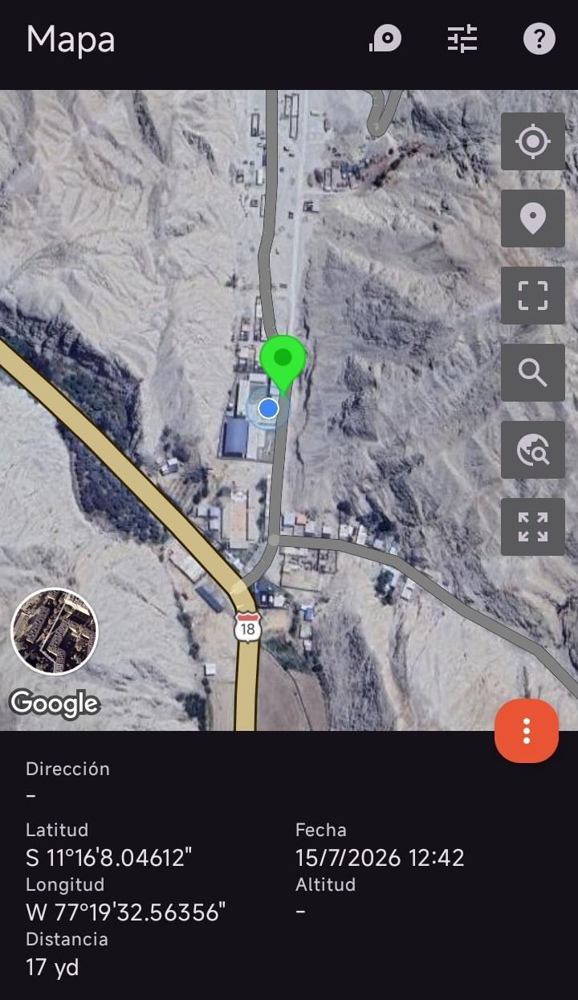 Mapa
18
Google
Dirección
-
Latitud
S 11°16'8.04612"
Fecha
15/7/2026 12:42
Longitud
W 77°19'32.56356"
Altitud
-
Distancia
17 yd